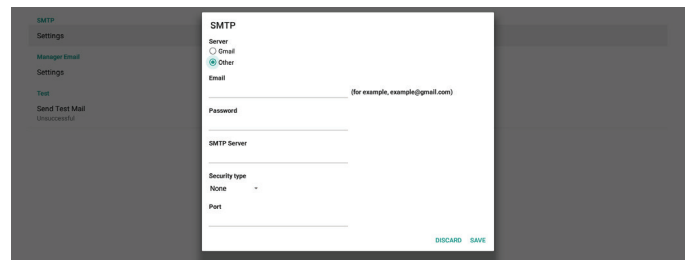 SMTP
Settings
Manager Email
Settings
Test
Send Test Mail
Unsuccessful
SMTP
Server
Gmail
Other
Email
(for example, example@gmail.com)
Password
SMTP Server
Security type
None
Port
DISCARD SAVE